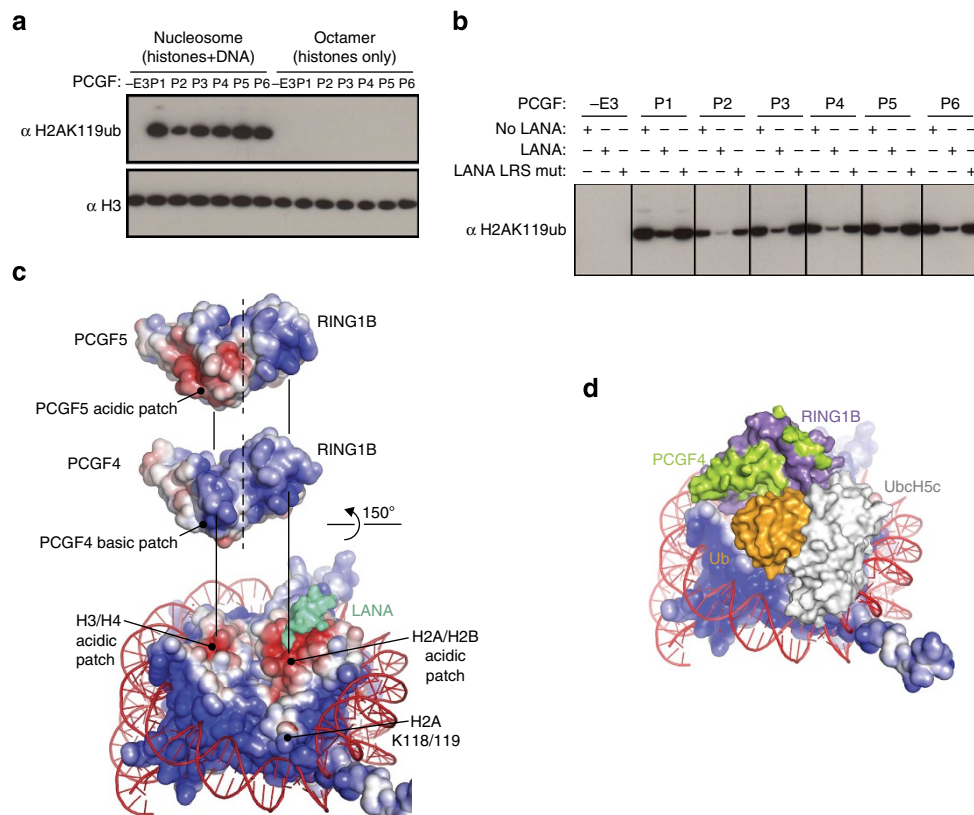 a
Nucleosome
(histones+DNA)
Octamer
(histones only)
PCGF: –E3 P1 P2 P3 P4 P5 P6 –E3 P1 P2 P3 P4 P5 P6
α H2AK119ub
α H3
b
PCGF: –E3 P1 P2 P3 P4 P5 P6
No LANA: + – – + – – + – – + – – + – – + – – + – –
LANA: – + – – + – – + – – + – – + – – + – – + –
LANA LRS mut: – – + – – + – – + – – + – – + – – + – – +
α H2AK119ub
c
PCGF5
RING1B
PCGF5 acidic patch
PCGF4
RING1B
PCGF4 basic patch
150°
LANA
H3/H4
acidic
patch
H2A/H2B
acidic
patch
H2A
K118/119
d
RING1B
PCGF4
UbcH5c
Ub